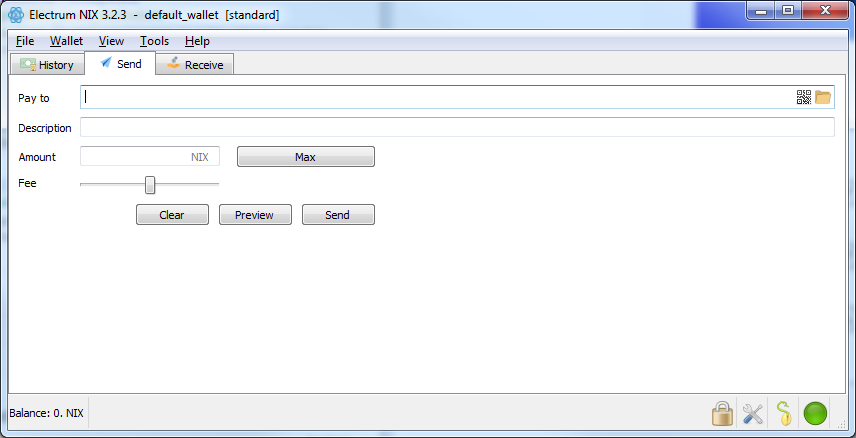 Electrum NIX 3.2.3 - default_wallet [standard]
File Wallet View Tools Help
History Send Receive
Pay to
Description
Amount NIX Max
Fee
Clear Preview Send
Balance: 0. NIX